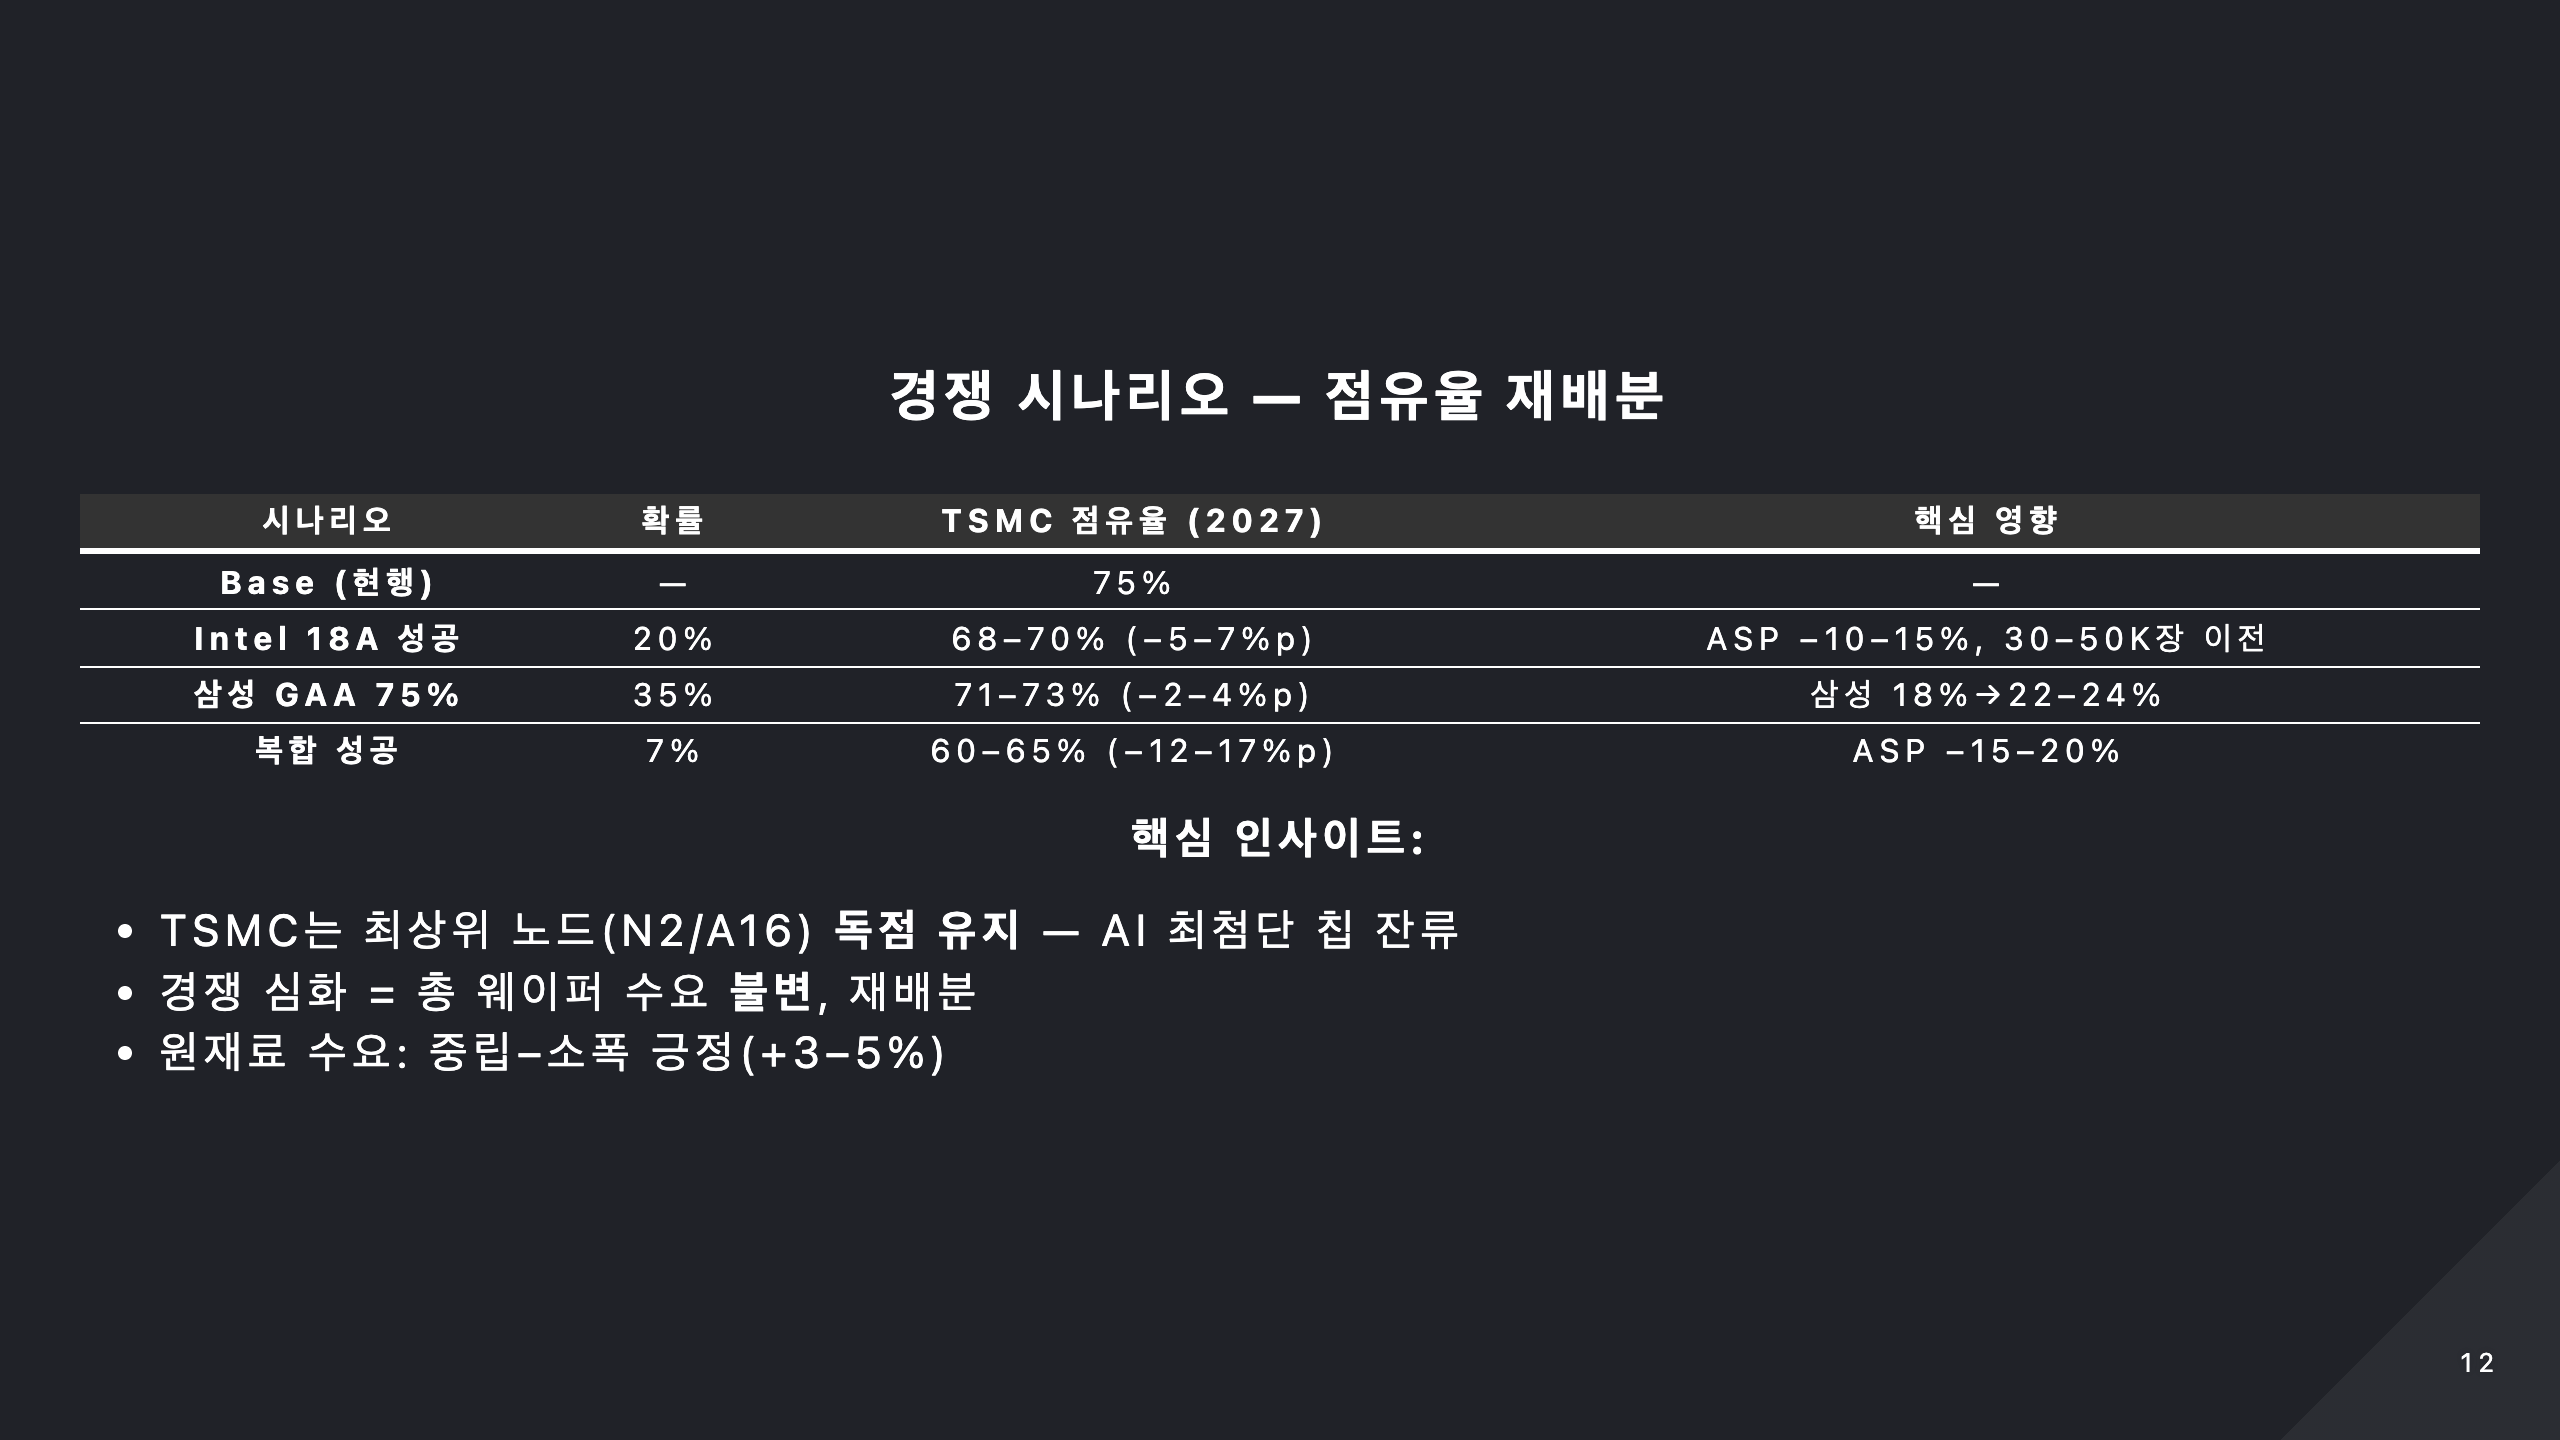 경쟁 시나리오 — 점유율 재배분
시나리오 확률 TSMC 점유율 (2027) 핵심 영향
Base (현행) — 75% —
Intel 18A 성공 20% 68–70% (−5–7%p) ASP −10–15%, 30–50K장 이전
삼성 GAA 75% 35% 71–73% (−2–4%p) 삼성 18%→22–24%
복합 성공 7% 60–65% (−12–17%p) ASP −15–20%
핵심 인사이트:
• TSMC는 최상위 노드(N2/A16) 독점 유지 — AI 최첨단 칩 잔류
• 경쟁 심화 = 총 웨이퍼 수요 불변, 재배분
• 원재료 수요: 중립–소폭 긍정(+3–5%)
12